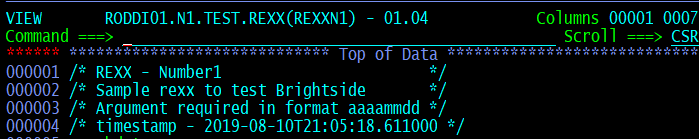 VIEW RODDI01.N1.TEST.REXX(REXXN1) - 01.04 Columns 00001 0007
Command ===> Scroll ===> CSR
****** **************************** Top of Data ****************************
000001 /* REXX - Number1 */
000002 /* Sample rexx to test Brightside */
000003 /* Argument required in format aaaammdd */
000004 /* timestamp - 2019-08-10T21:05:18.611000 */